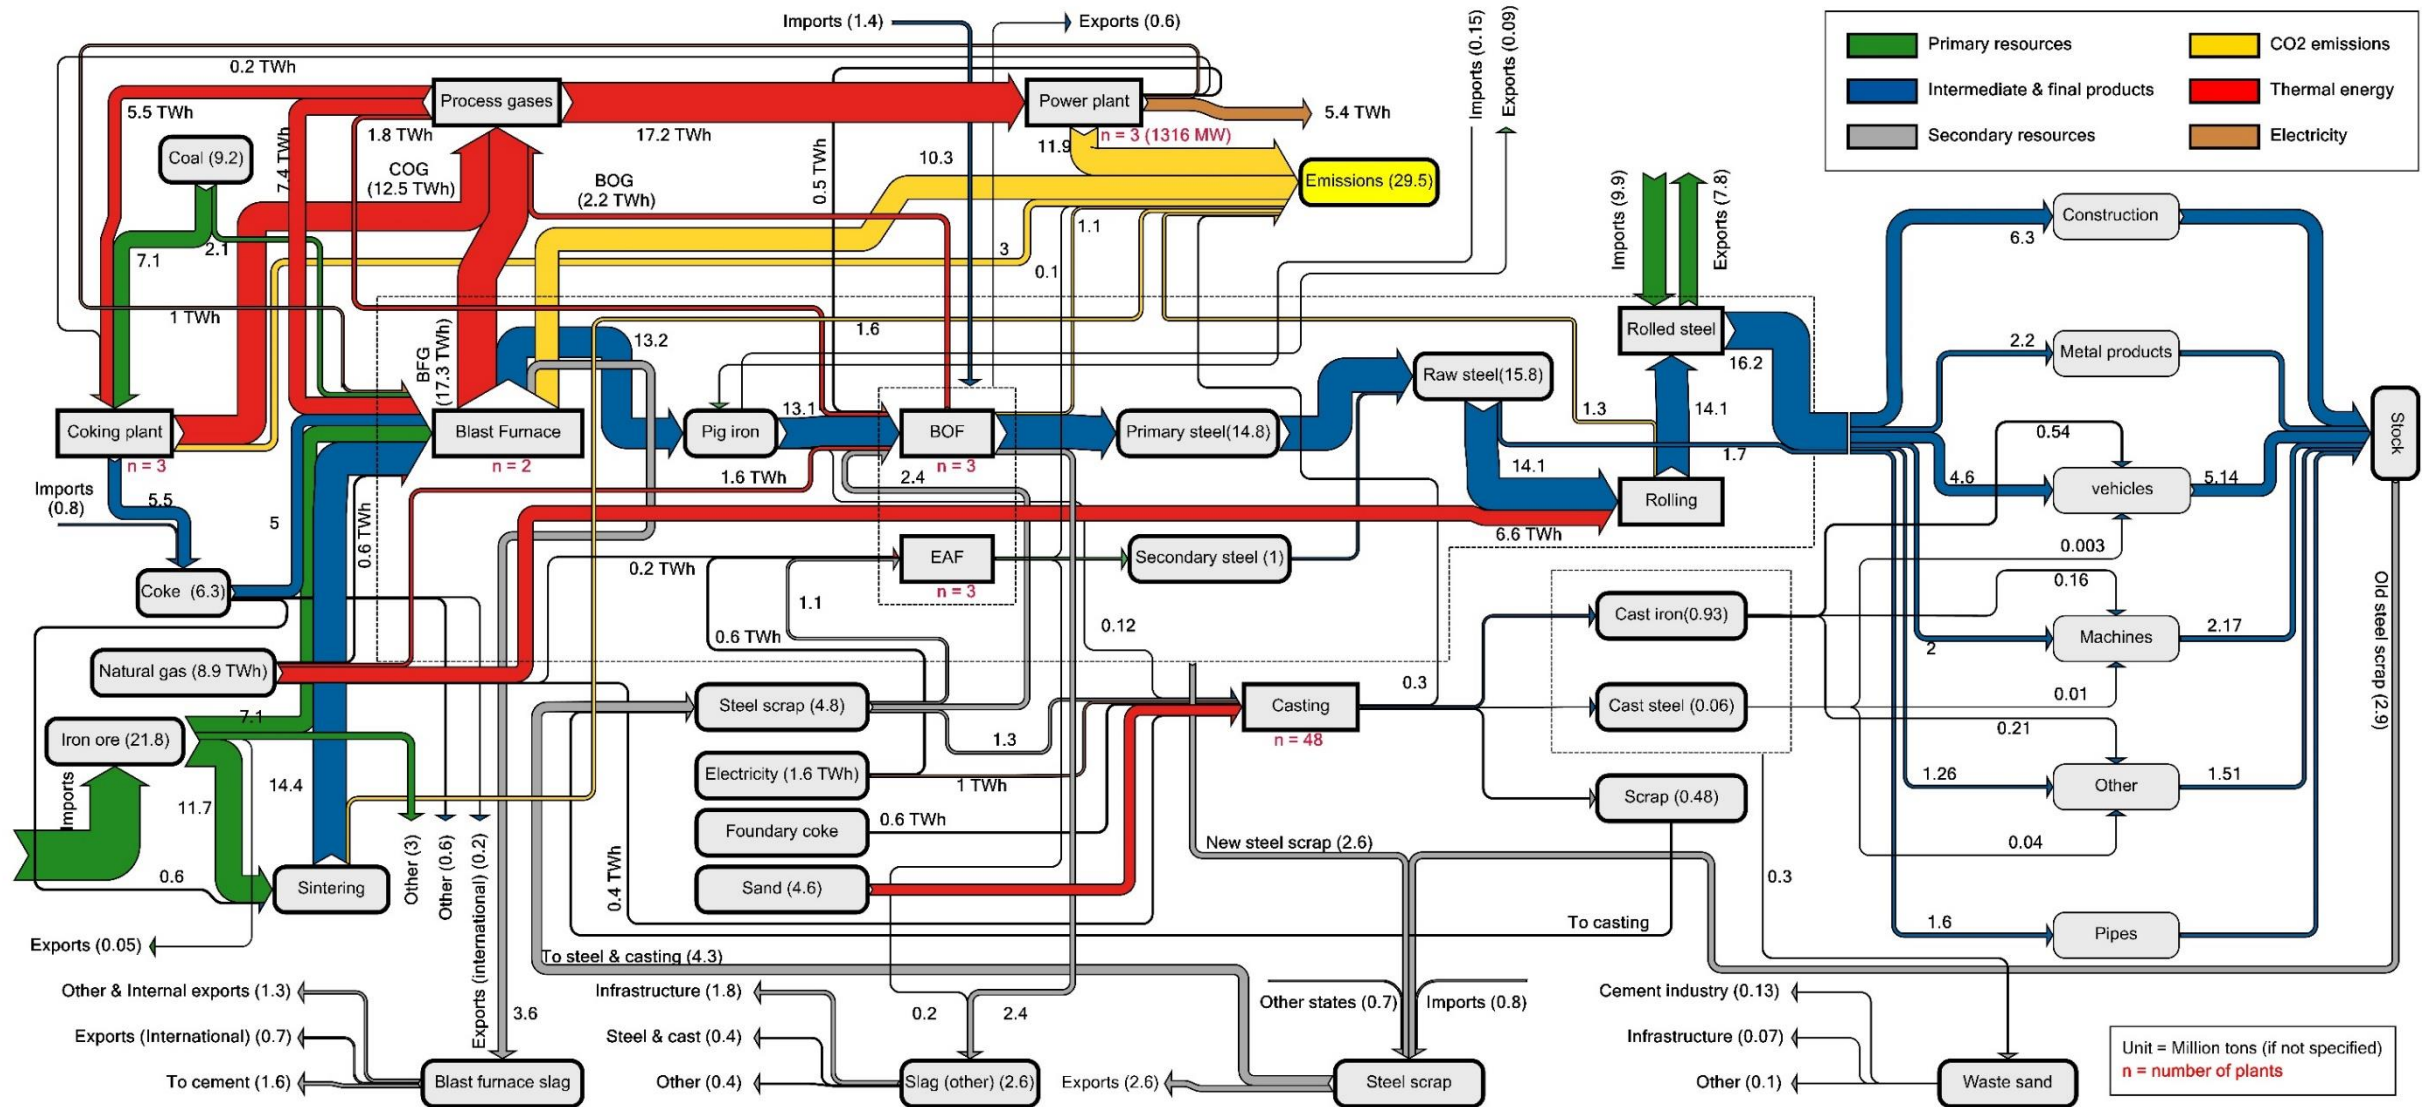 Imports (1.4)
Exports (0.6)
Imports (0.15)
Exports (0.09)
Primary resources
CO2 emissions
Intermediate & final products
Thermal energy
Secondary resources
Electricity
0.2 TWh
Process gases
Power plant
5.5 TWh
7.4 TWh
1.8 TWh
17.2 TWh
n = 3 (1316 MW)
5.4 TWh
11.9
Coal (9.2)
COG
(12.5 TWh)
BOG
(2.2 TWh)
0.5 TWh
10.3
Emissions (29.5)
Imports (9.9)
Exports (7.8)
Construction
6.3
7.1
2.1
3
0.1
1.1
1 TWh
BFG
(17.3 TWh)
13.2
1.6
Rolled steel
16.2
2.2
Metal products
Raw steel(15.8)
Coking plant
n = 3
Blast Furnace
n = 2
Pig iron
13.1
BOF
n = 3
Primary steel(14.8)
1.3
14.1
1.7
0.54
Stock
Imports
(0.8)
5.5
5
0.6 TWh
1.6 TWh
2.4
14.1
Rolling
6.6 TWh
4.6
vehicles
5.14
0.003
Coke (6.3)
0.2 TWh
EAF
n = 3
Secondary steel (1)
1.1
0.6 TWh
0.12
Cast iron(0.93)
0.16
Machines
2.17
2
0.01
Old steel scrap (2.9)
Natural gas (8.9 TWh)
Steel scrap (4.8)
Casting
n = 48
0.3
Cast steel (0.06)
0.21
7.1
Iron ore (21.8)
Imports
11.7
14.4
1.3
Electricity (1.6 TWh)
1 TWh
Scrap (0.48)
1.26
Other
1.51
0.04
Foundary coke
0.6 TWh
New steel scrap (2.6)
0.6
Sintering
Other (3)
Other (0.6)
Exports (international) (0.2)
0.4 TWh
Sand (4.6)
0.3
To casting
1.6
Pipes
Exports (0.05)
To steel & casting (4.3)
Other & Internal exports (1.3)
Exports (International) (0.7)
To cement (1.6)
3.6
Blast furnace slag
Infrastructure (1.8)
Steel & cast (0.4)
Other (0.4)
0.2
2.4
Slag (other) (2.6)
Exports (2.6)
Other states (0.7)
Imports (0.8)
Steel scrap
Cement industry (0.13)
Infrastructure (0.07)
Other (0.1)
Waste sand
Unit = Million tons (if not specified)
n = number of plants